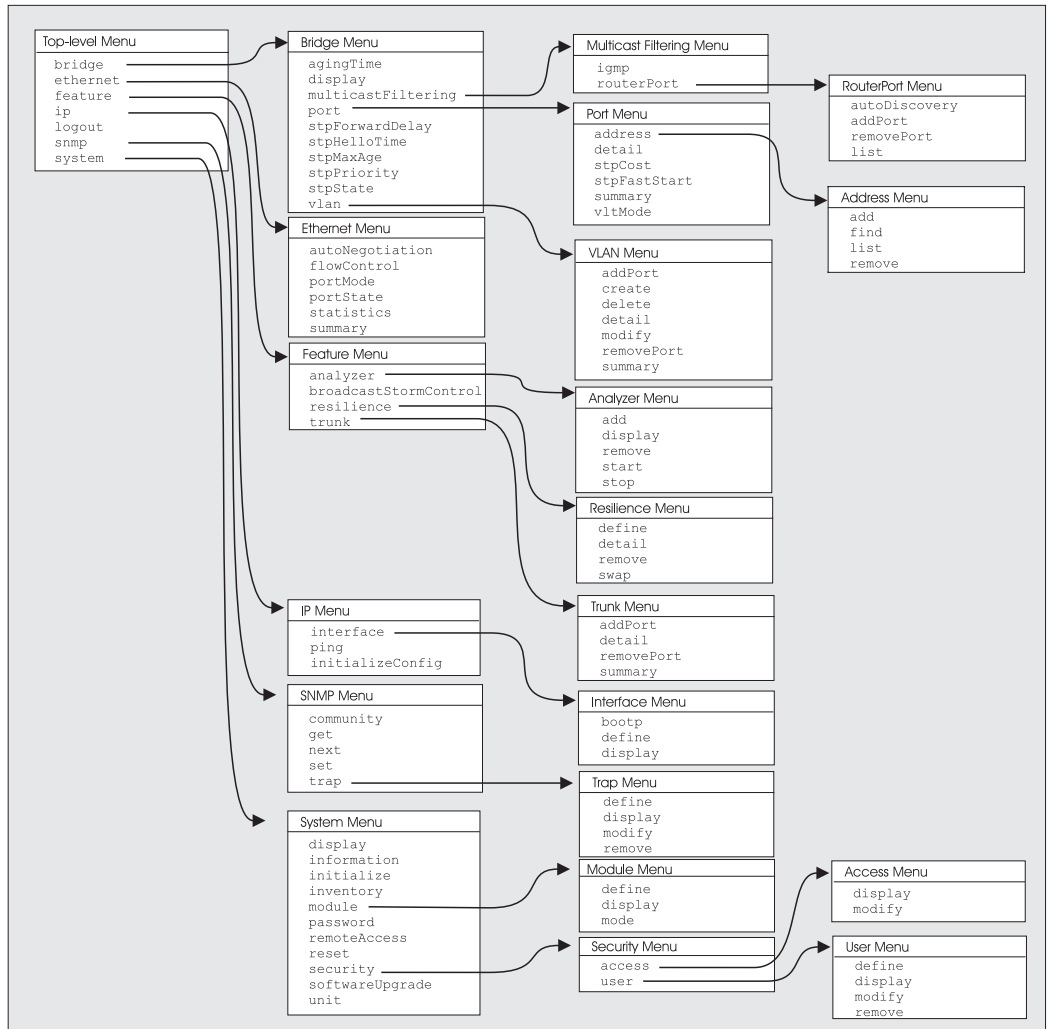 Top-level Menu
bridge
ethernet
feature
ip
logout
snmp
system
Bridge Menu
agingTime
display
multicastFiltering
port
stpForwardDelay
stpHelloTime
stpMaxAge
stpPriority
stpState
vlan
Ethernet Menu
autoNegotiation
flowControl
portMode
portState
statistics
summary
Feature Menu
analyzer
broadcastStormControl
resilience
trunk
IP Menu
interface
ping
initializeConfig
SNMP Menu
community
get
next
set
trap
System Menu
display
information
initialize
inventory
module
password
remoteAccess
reset
security
softwareUpgrade
unit
Multicast Filtering Menu
igmp
routerPort
Port Menu
address
detail
stpCost
stpFastStart
summary
vltMode
VLAN Menu
addPort
create
delete
detail
modify
removePort
summary
Analyzer Menu
add
display
remove
start
stop
Resilience Menu
define
detail
remove
swap
Trunk Menu
addPort
detail
removePort
summary
Interface Menu
bootp
define
display
Trap Menu
define
display
modify
remove
Module Menu
define
display
mode
Security Menu
access
user
RouterPort Menu
autoDiscovery
addPort
removePort
list
Address Menu
add
find
list
remove
Access Menu
display
modify
User Menu
define
display
modify
remove